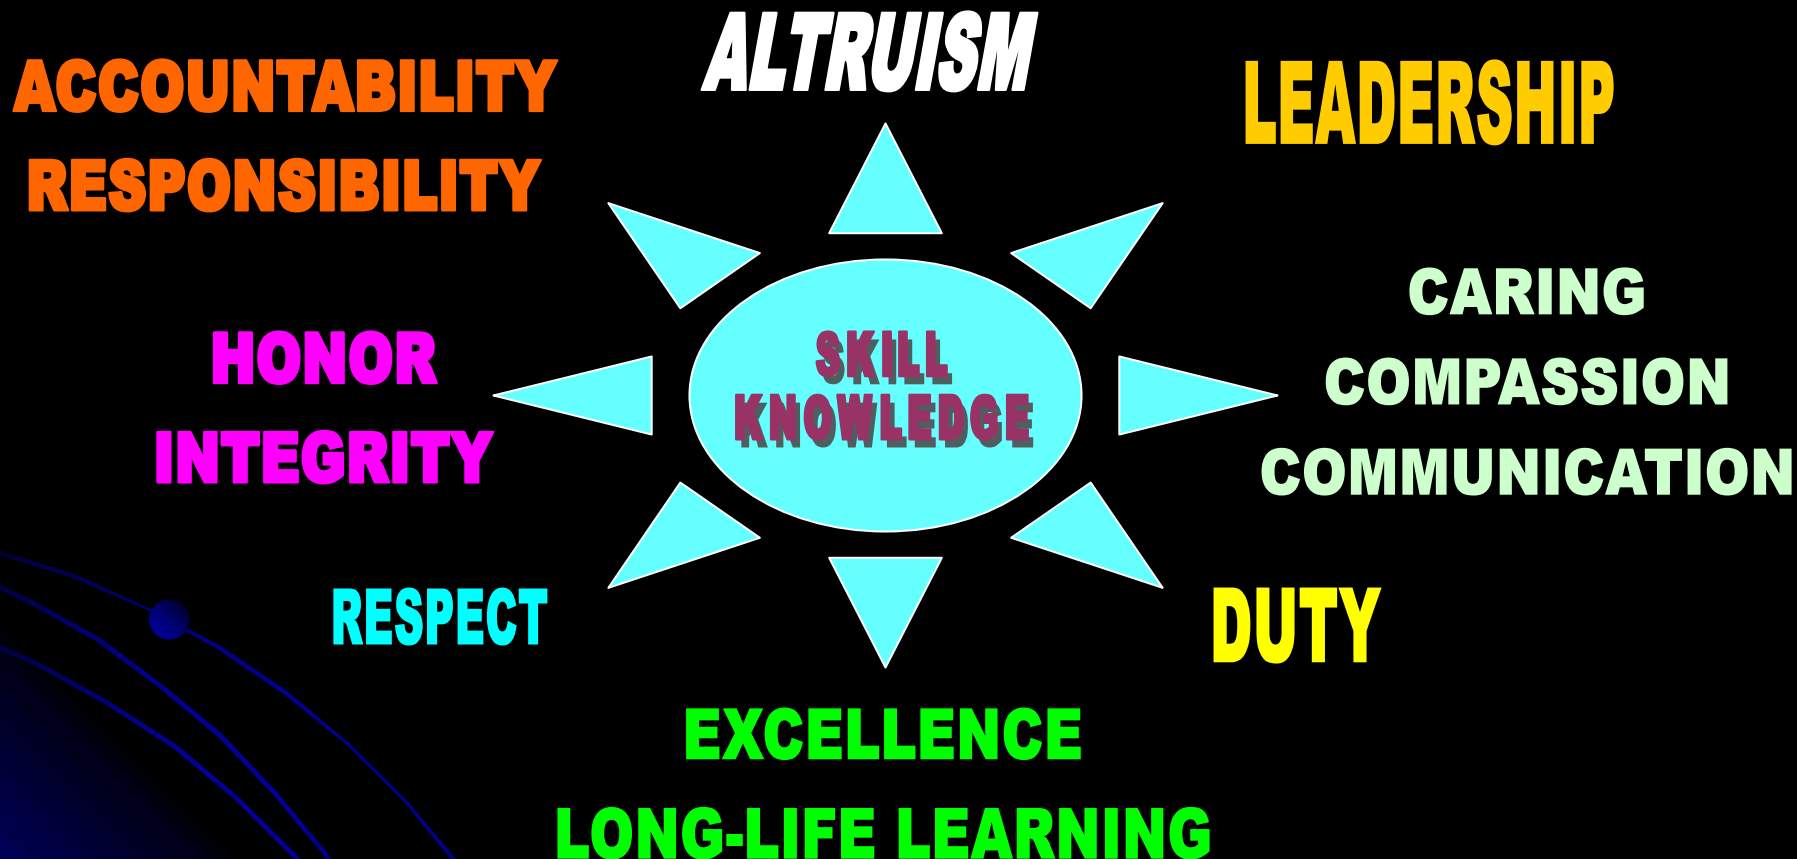 ALTRUISM
ACCOUNTABILITY
RESPONSIBILITY
LEADERSHIP
CARING
COMPASSION
COMMUNICATION
HONOR
INTEGRITY
SKILL
KNOWLEDGE
RESPECT
DUTY
EXCELLENCE
LONG-LIFE LEARNING